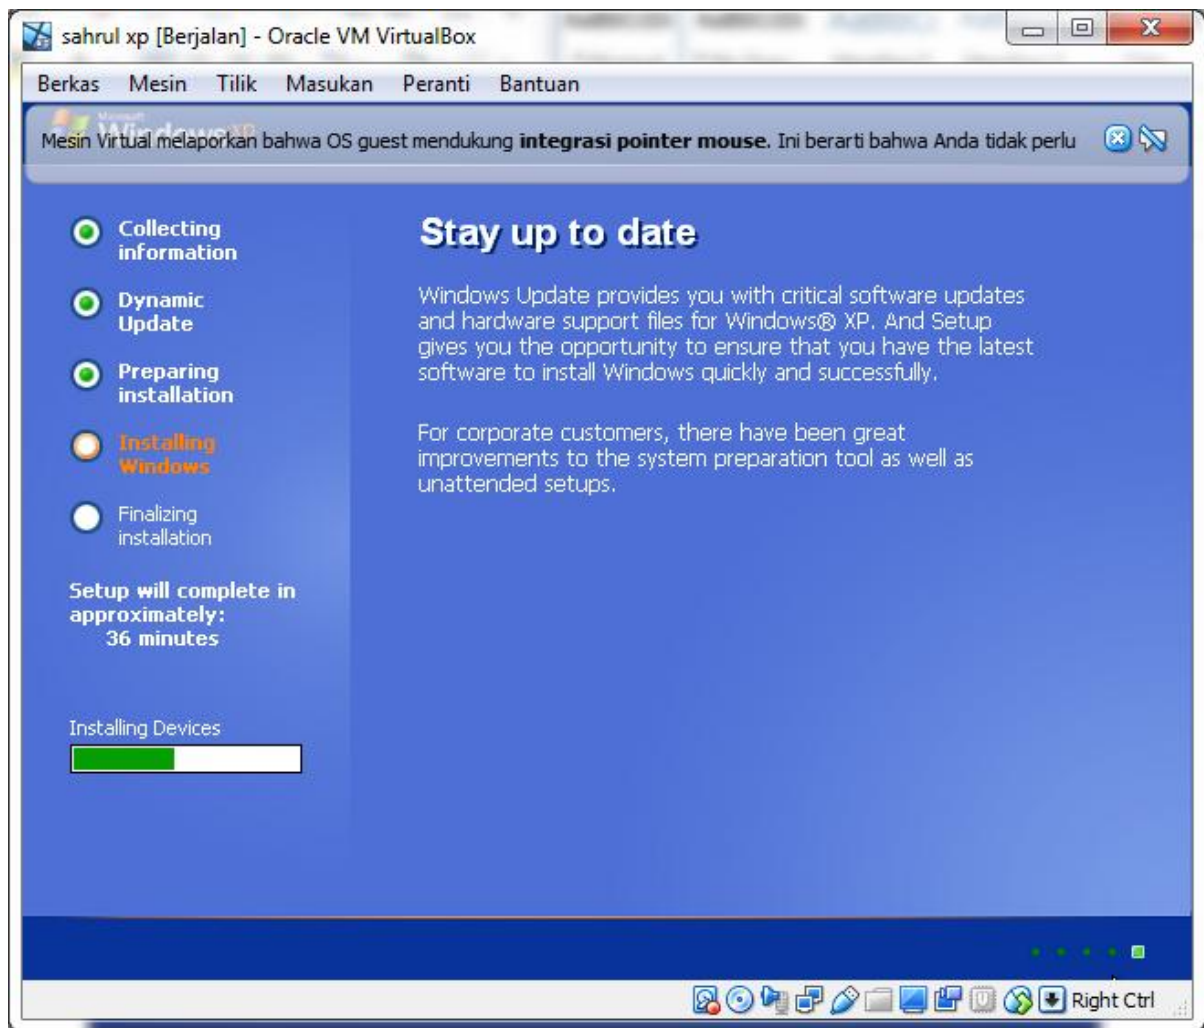 sahrul xp [Berjalan] - Oracle VM VirtualBox
Berkas Mesin Tilik Masukan Peranti Bantuan
Microsoft
Windows XP
Mesin Virtual melaporkan bahwa OS guest mendukung integrasi pointer mouse. Ini berarti bahwa Anda tidak perlu
Collecting
information
Dynamic
Update
Preparing
installation
Installing
Windows
Finalizing
installation
Setup will complete in
approximately:
36 minutes
Installing Devices
Stay up to date
Windows Update provides you with critical software updates
and hardware support files for Windows® XP. And Setup
gives you the opportunity to ensure that you have the latest
software to install Windows quickly and successfully.
For corporate customers, there have been great
improvements to the system preparation tool as well as
unattended setups.
Right Ctrl